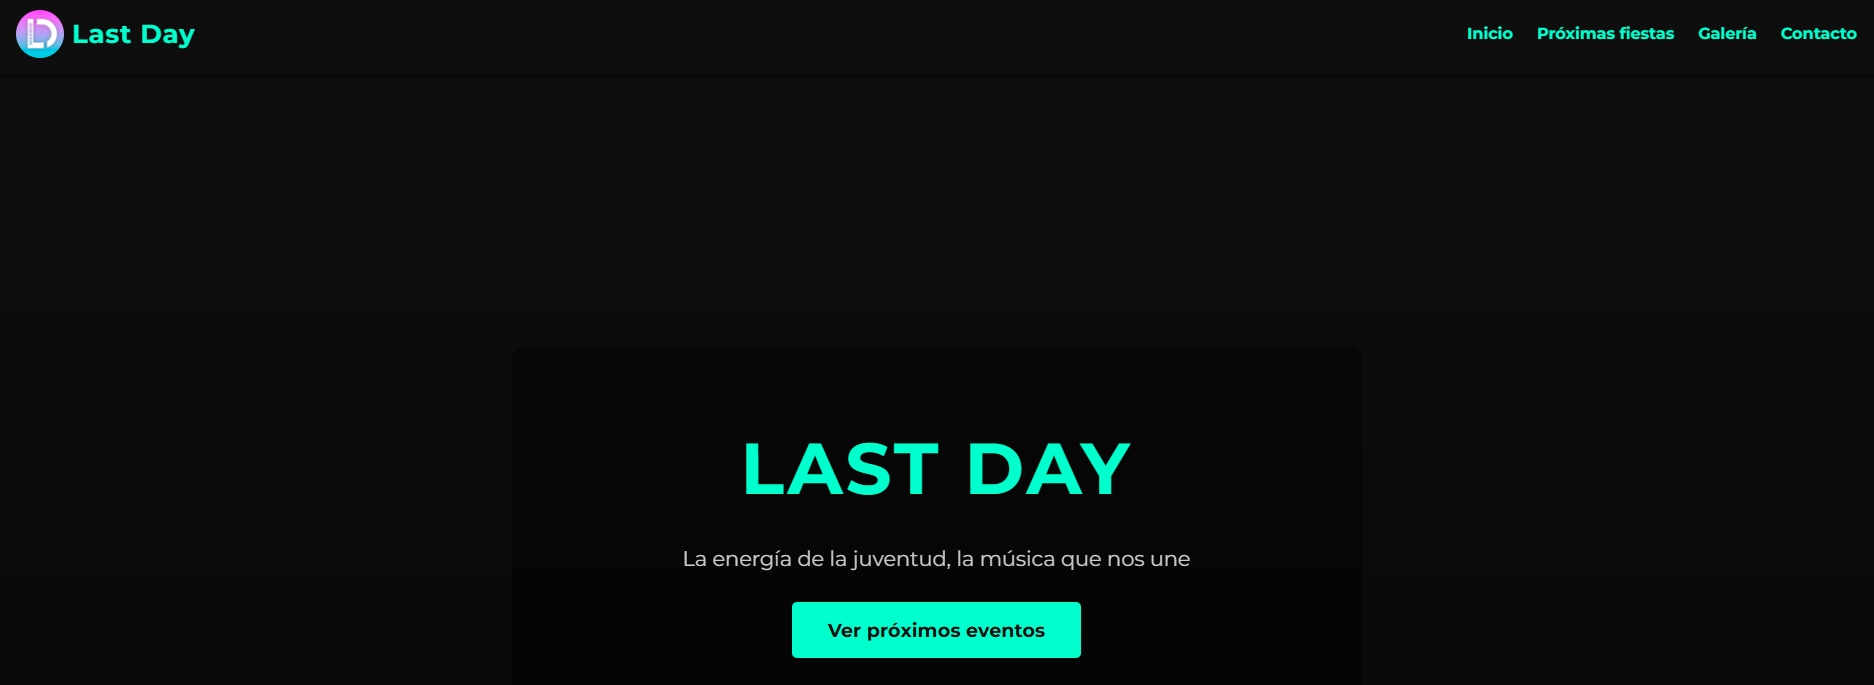 Last Day
Inicio
Próximas fiestas
Galería
Contacto
LAST DAY
La energía de la juventud, la música que nos une
Ver próximos eventos